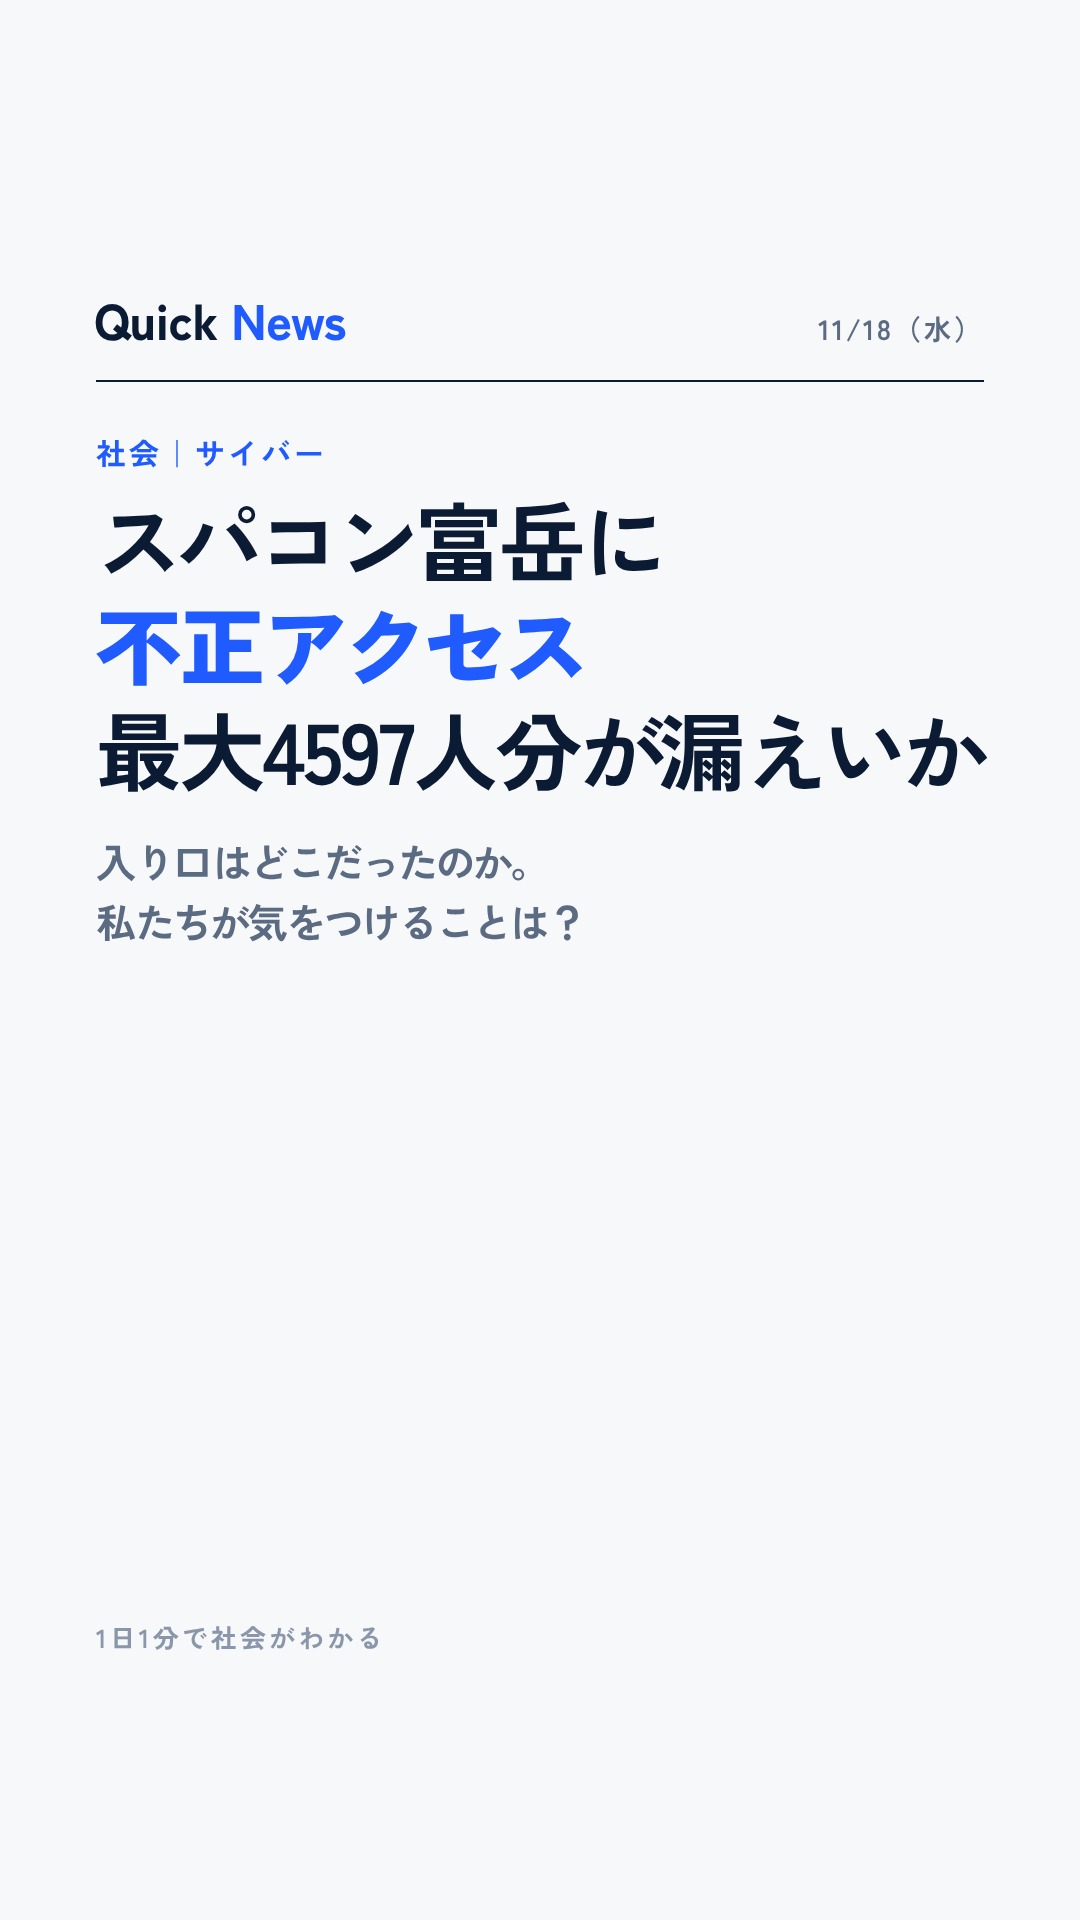 Quick News
11/18（水）
社会｜サイバー
スパコン富岳に
不正アクセス
最大4597人分が漏えいか
入り口はどこだったのか。
私たちが気をつけることは？
1日1分で社会がわかる